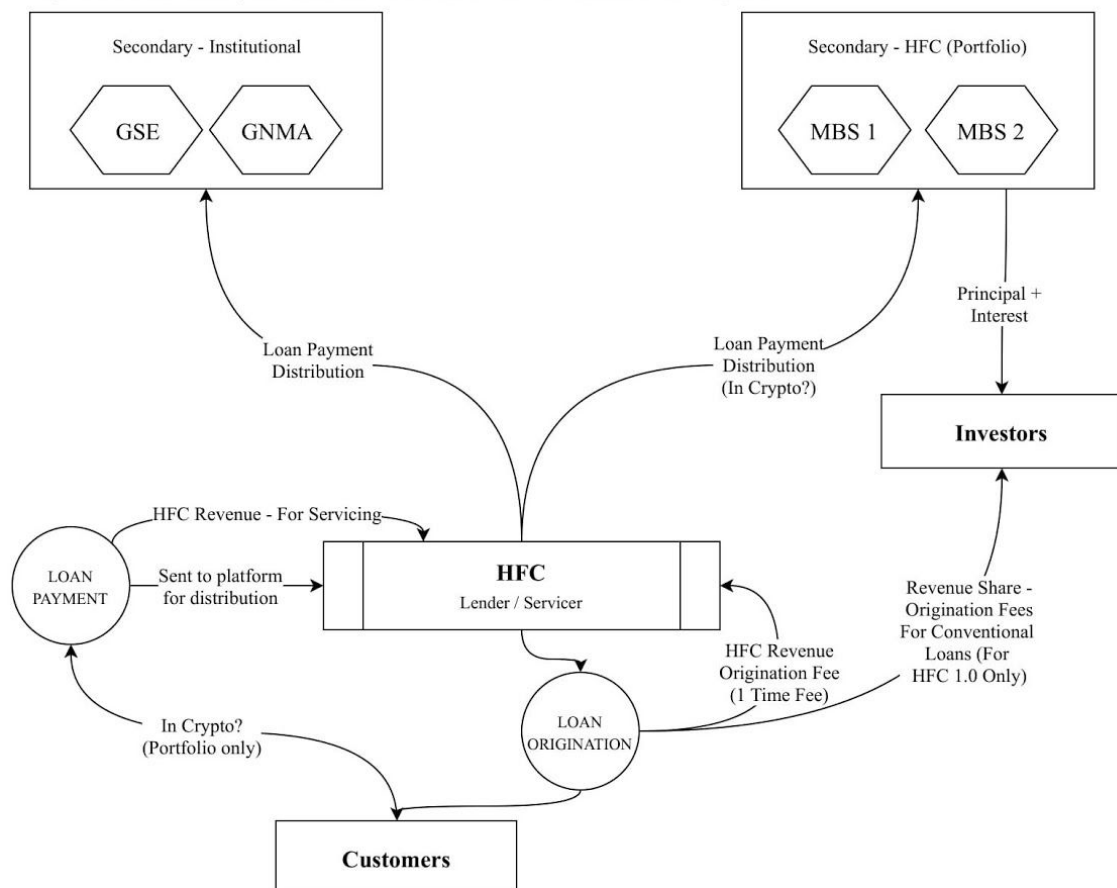 Secondary - Institutional
GSE
GNMA
Secondary - HFC (Portfolio)
MBS 1
MBS 2
Principal +
Interest
Loan Payment
Distribution
Loan Payment
Distribution
(In Crypto?)
Investors
HFC Revenue - For Servicing
LOAN
PAYMENT
Sent to platform
for distribution
HFC
Lender / Servicer
Revenue Share -
Origination Fees
For Conventional
Loans (For
HFC 1.0 Only)
HFC Revenue
Origination Fee
(1 Time Fee)
LOAN
ORIGINATION
In Crypto?
(Portfolio only)
Customers